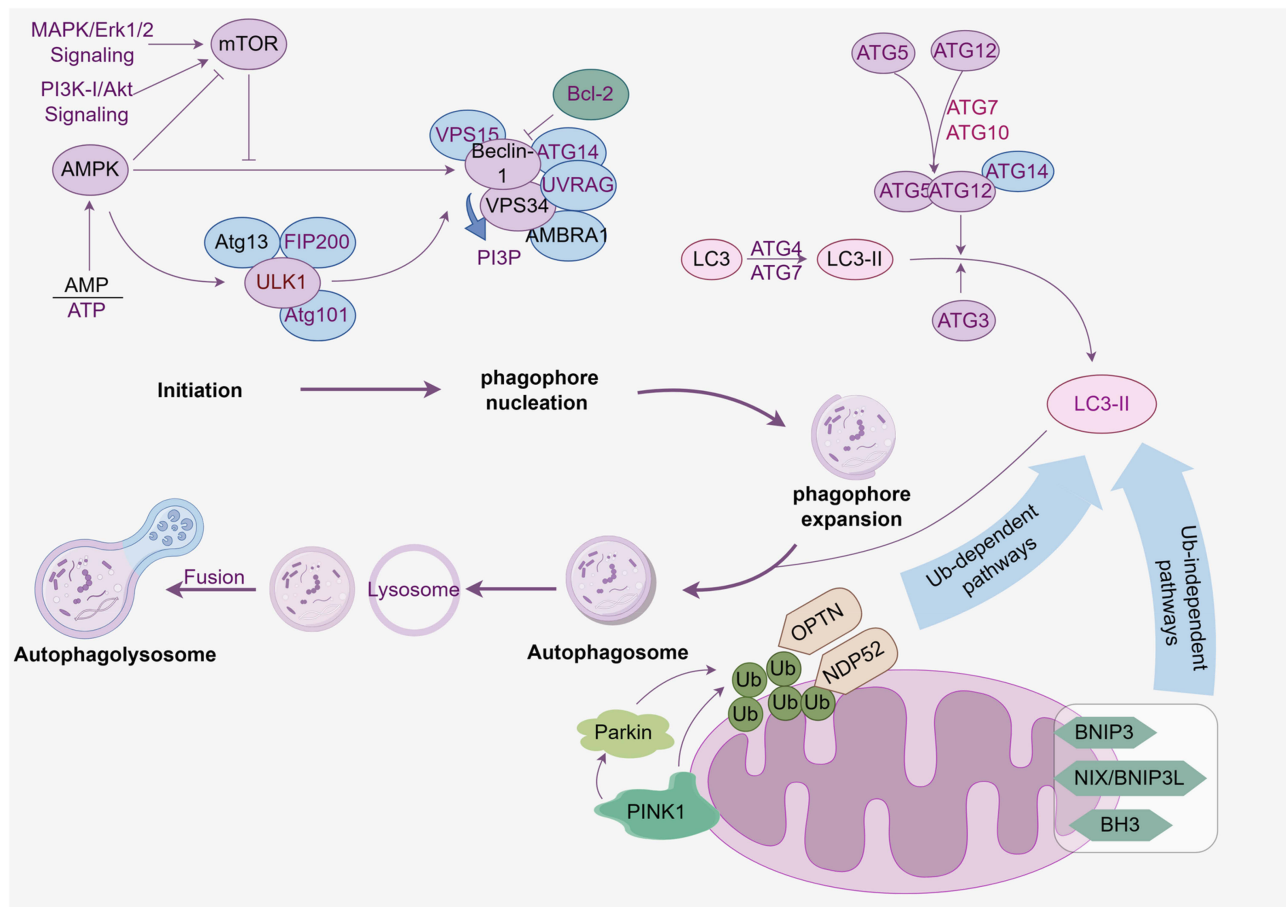 MAPK/Erk1/2
Signaling
mTOR
PI3K-I/Akt
Signaling
AMPK
AMP
ATP
Atg13
FIP200
ULK1
Atg101
Bcl-2
VPS15
Beclin-
1
ATG14
UVRAG
VPS34
AMBRA1
PI3P
ATG5
ATG12
ATG7
ATG10
ATG5
ATG12
ATG14
LC3
ATG4
ATG7
LC3-II
ATG3
LC3-II
Initiation
phagophore
nucleation
phagophore
expansion
Autophagosome
Lysosome
Fusion
Autophagolysosome
Ub-dependent
pathways
Ub-independent
pathways
OPTN
NDP52
Ub
Ub
Ub
Ub
Ub
Parkin
PINK1
BNIP3
NIX/BNIP3L
BH3